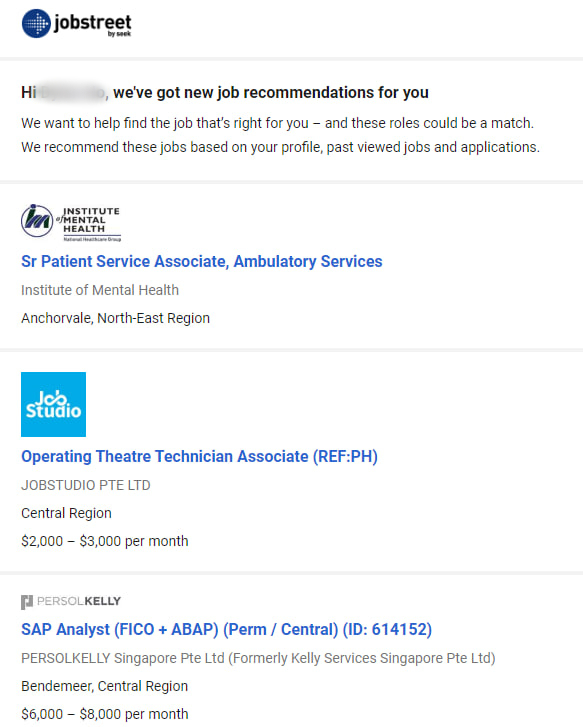 jobstreet
by seek
Hi , we've got new job recommendations for you
We want to help find the job that's right for you – and these roles could be a match.
We recommend these jobs based on your profile, past viewed jobs and applications.
INSTITUTE
of MENTAL
HEALTH
National Healthcare Group
Sr Patient Service Associate, Ambulatory Services
Institute of Mental Health
Anchorvale, North-East Region
Job
Studio
Operating Theatre Technician Associate (REF:PH)
JOBSTUDIO PTE LTD
Central Region
$2,000 – $3,000 per month
PERSOLKELLY
SAP Analyst (FICO + ABAP) (Perm / Central) (ID: 614152)
PERSOLKELLY Singapore Pte Ltd (Formerly Kelly Services Singapore Pte Ltd)
Bendemeer, Central Region
$6,000 – $8,000 per month